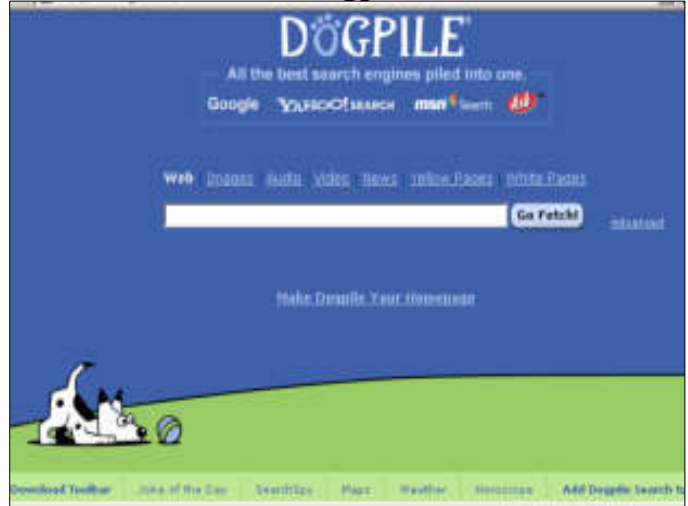 DOGPILE
All the best search engines piled into one.
Google YAHOO! SEARCH msn Search Ask
Web Images Audio Video News Yellow Pages White Pages
Go Fetch!
Advanced
Make Dogpile Your Homepage
Download Toolbar Joke of the Day SearchSpy Maps Weather Horoscope Add Dogpile Search to